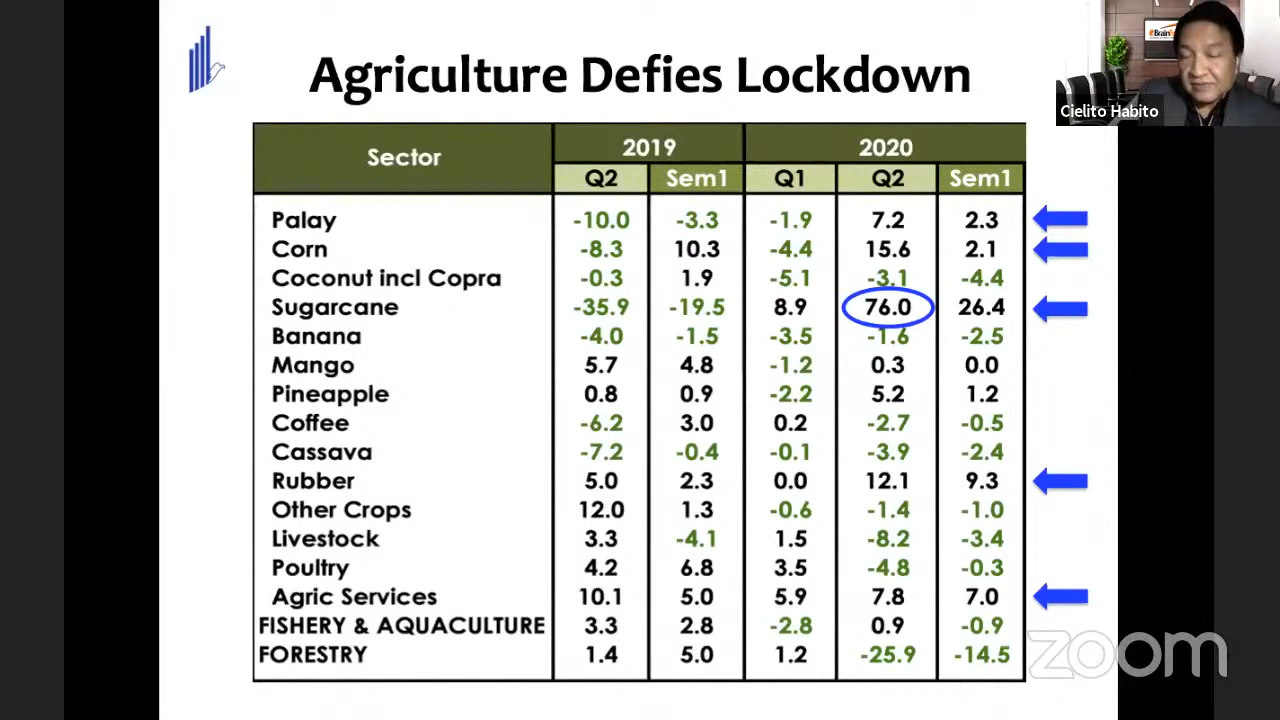 Agriculture Defies Lockdown
Brain
Cielito Habito
Sector 2019 2020
Q2 Sem1 Q1 Q2 Sem1
Palay -10.0 -3.3 -1.9 7.2 2.3
Corn -8.3 10.3 -4.4 15.6 2.1
Coconut incl Copra -0.3 1.9 -5.1 -3.1 -4.4
Sugarcane -35.9 -19.5 8.9 76.0 26.4
Banana -4.0 -1.5 -3.5 -1.6 -2.5
Mango 5.7 4.8 -1.2 0.3 0.0
Pineapple 0.8 0.9 -2.2 5.2 1.2
Coffee -6.2 3.0 0.2 -2.7 -0.5
Cassava -7.2 -0.4 -0.1 -3.9 -2.4
Rubber 5.0 2.3 0.0 12.1 9.3
Other Crops 12.0 1.3 -0.6 -1.4 -1.0
Livestock 3.3 -4.1 1.5 -8.2 -3.4
Poultry 4.2 6.8 3.5 -4.8 -0.3
Agric Services 10.1 5.0 5.9 7.8 7.0
FISHERY & AQUACULTURE 3.3 2.8 -2.8 0.9 -0.9
FORESTRY 1.4 5.0 1.2 -25.9 -14.5
zoom